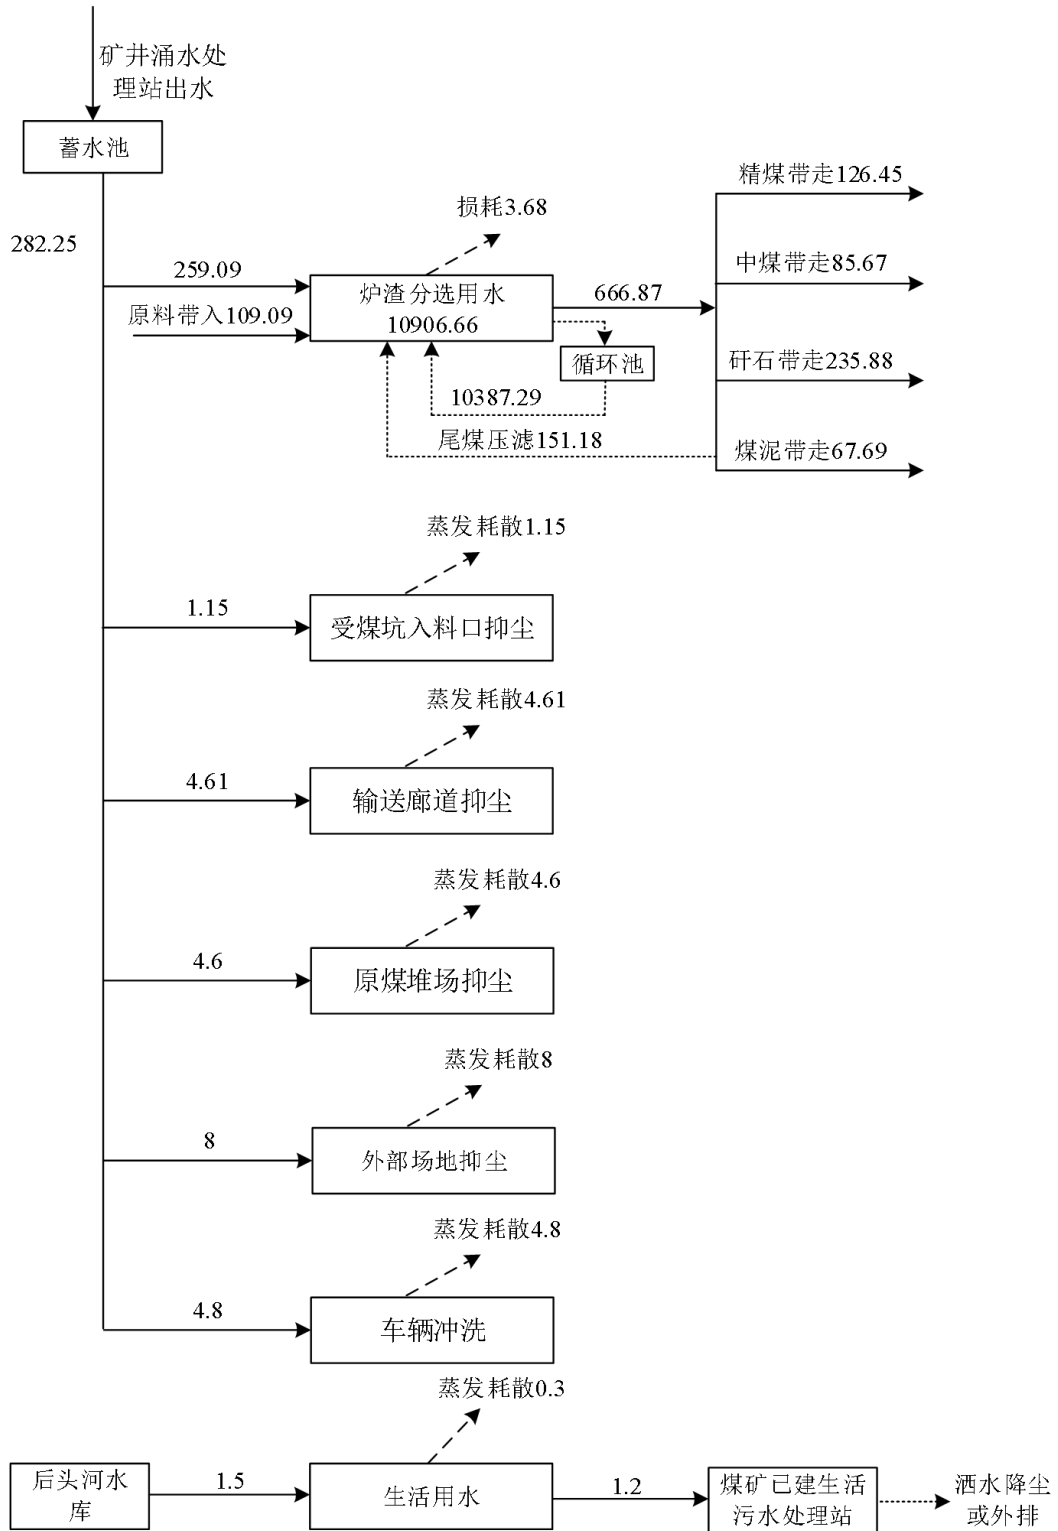 矿井涌水处
理站出水
蓄水池
282.25
精煤带走126.45
损耗3.68
259.09
炉渣分选用水
10906.66
666.87
中煤带走85.67
原料带入109.09
循环池
矸石带走235.88
10387.29
尾煤压滤151.18
煤泥带走67.69
蒸发耗散1.15
1.15
受煤坑入料口抑尘
蒸发耗散4.61
4.61
输送廊道抑尘
蒸发耗散4.6
4.6
原煤堆场抑尘
蒸发耗散8
8
外部场地抑尘
蒸发耗散4.8
4.8
车辆冲洗
蒸发耗散0.3
后头河水
库
1.5
生活用水
1.2
煤矿已建生活
污水处理站
洒水降尘
或外排